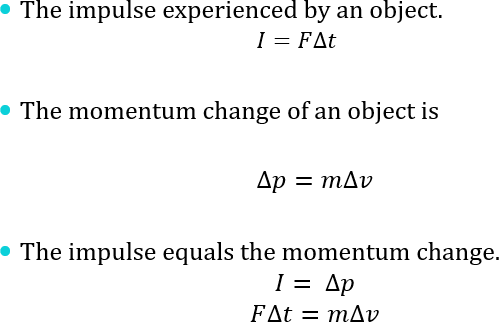 • The impulse experienced by an object.
I = FΔt
• The momentum change of an object is
Δp = mΔv
• The impulse equals the momentum change.
I = Δp
FΔt = mΔv